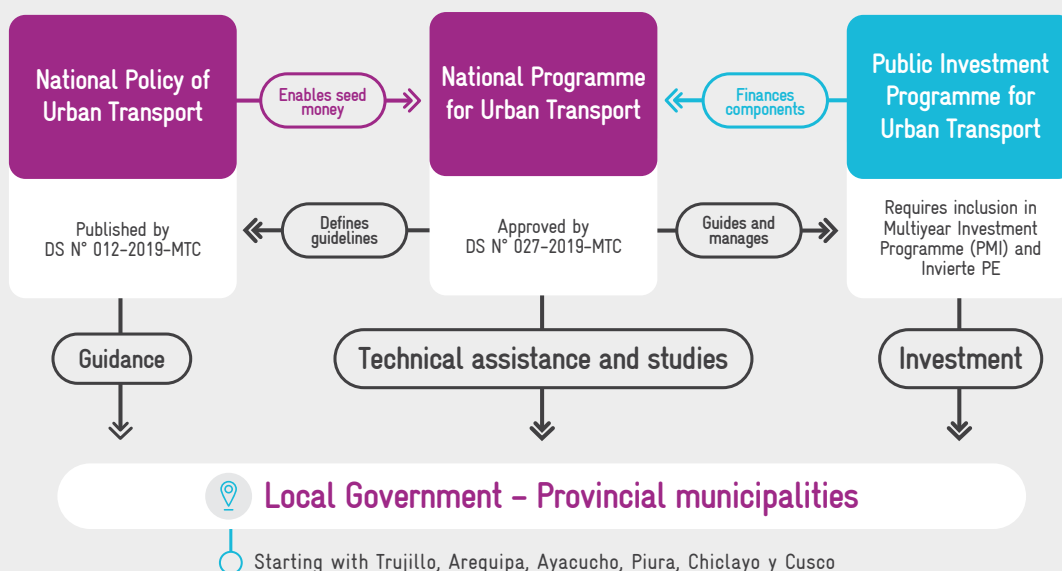 National Policy of
Urban Transport
Enables seed
money
National Programme
for Urban Transport
Finances
components
Public Investment
Programme for
Urban Transport
Published by
DS N° 012-2019-MTC
Defines
guidelines
Approved by
DS N° 027-2019-MTC
Guides and
manages
Requires inclusion in
Multiyear Investment
Programme (PMI) and
Invierte PE
Guidance
Technical assistance and studies
Investment
Local Government – Provincial municipalities
Starting with Trujillo, Arequipa, Ayacucho, Piura, Chiclayo y Cusco